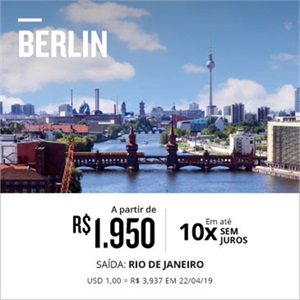 BERLIN
A partir de
R$ 1.950
Em até
10x SEM
JUROS
SAÍDA: RIO DE JANEIRO
USD 1,00 = R$ 3,937 EM 22/04/19